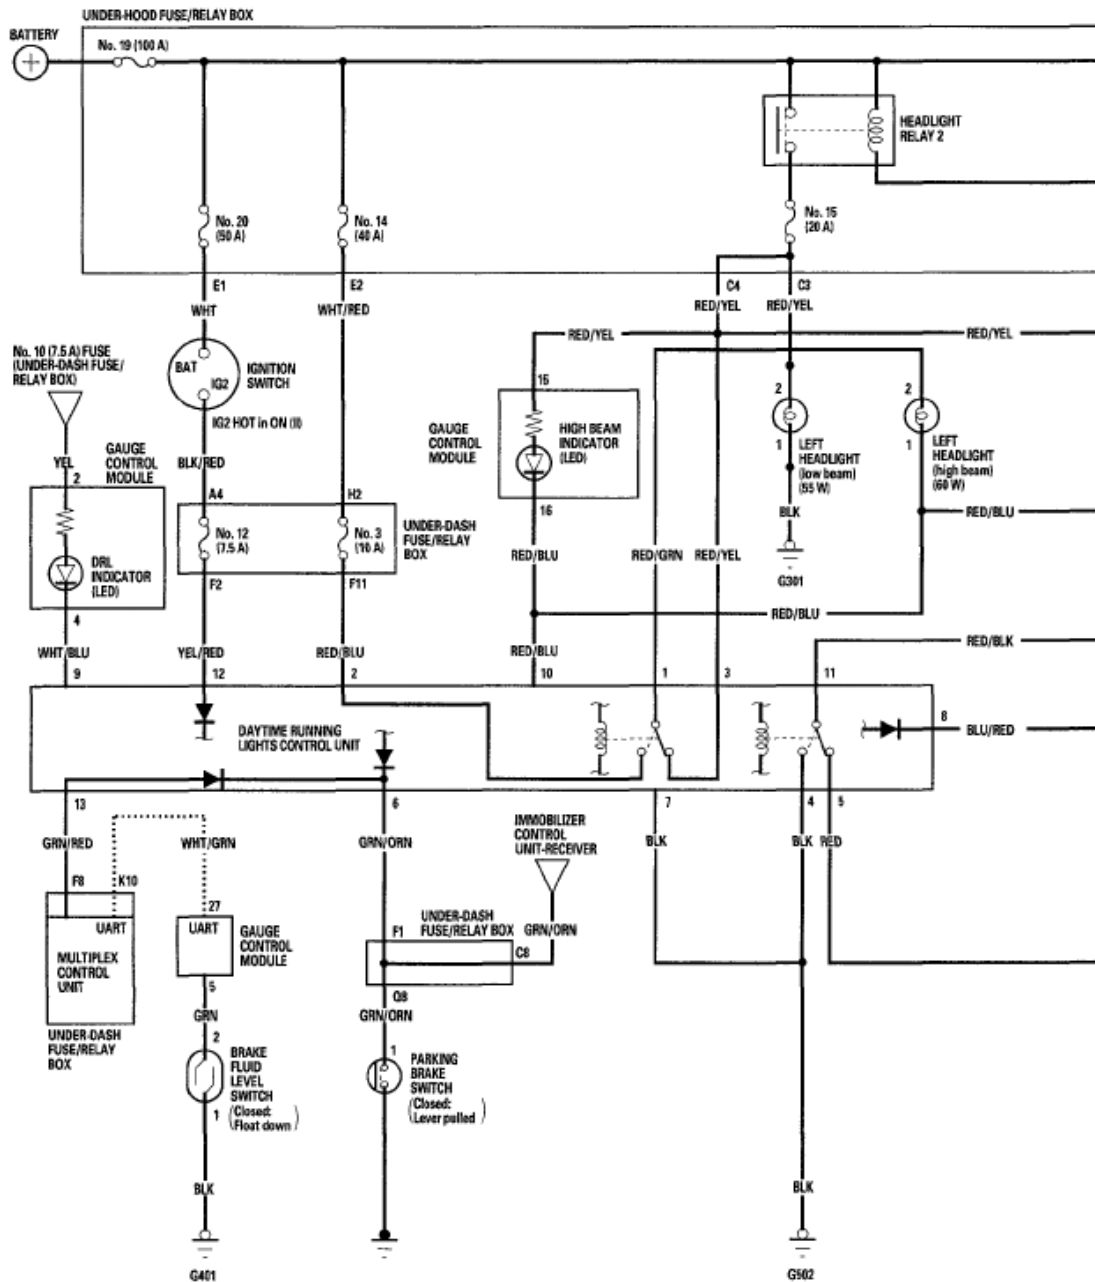 UNDER-HOOD FUSE/RELAY BOX
BATTERY
No. 19 (100 A)
HEADLIGHT
RELAY 2
No. 20
(50 A)
No. 14
(40 A)
No. 15
(20 A)
E1
E2
C4
C3
WHT
WHT/RED
RED/YEL
RED/YEL
RED/YEL
RED/YEL
No. 10 (7.5 A) FUSE
(UNDER-DASH FUSE/
RELAY BOX)
BAT
IG2
IGNITION
SWITCH
IG2 HOT in ON (II)
15
GAUGE
CONTROL
MODULE
HIGH BEAM
INDICATOR
(LED)
16
2
1
LEFT
HEADLIGHT
(low beam)
(55 W)
2
1
LEFT
HEADLIGHT
(high beam)
(60 W)
YEL
2
GAUGE
CONTROL
MODULE
BLK/RED
A4
H2
BLK
RED/BLU
No. 12
(7.5 A)
No. 3
(10 A)
UNDER-DASH
FUSE/RELAY
BOX
DRL
INDICATOR
(LED)
F2
F11
RED/BLU
RED/GRN
RED/YEL
G301
4
RED/BLU
WHT/BLU
YEL/RED
RED/BLU
RED/BLU
RED/BLK
9
12
2
10
1
3
11
DAYTIME RUNNING
LIGHTS CONTROL UNIT
8
BLU/RED
13
6
7
4
5
GRN/RED
WHT/GRN
GRN/ORN
IMMOBILIZER
CONTROL
UNIT-RECEIVER
BLK
BLK
RED
F8
K10
27
UART
UART
MULTIPLEX
CONTROL
UNIT
GAUGE
CONTROL
MODULE
F1
UNDER-DASH
FUSE/RELAY BOX
C8
GRN/ORN
5
Q8
GRN
GRN/ORN
UNDER-DASH
FUSE/RELAY
BOX
2
BRAKE
FLUID
LEVEL
SWITCH
(Closed:
Float down)
1
1
PARKING
BRAKE
SWITCH
(Closed:
Lever pulled)
BLK
BLK
G401
G502